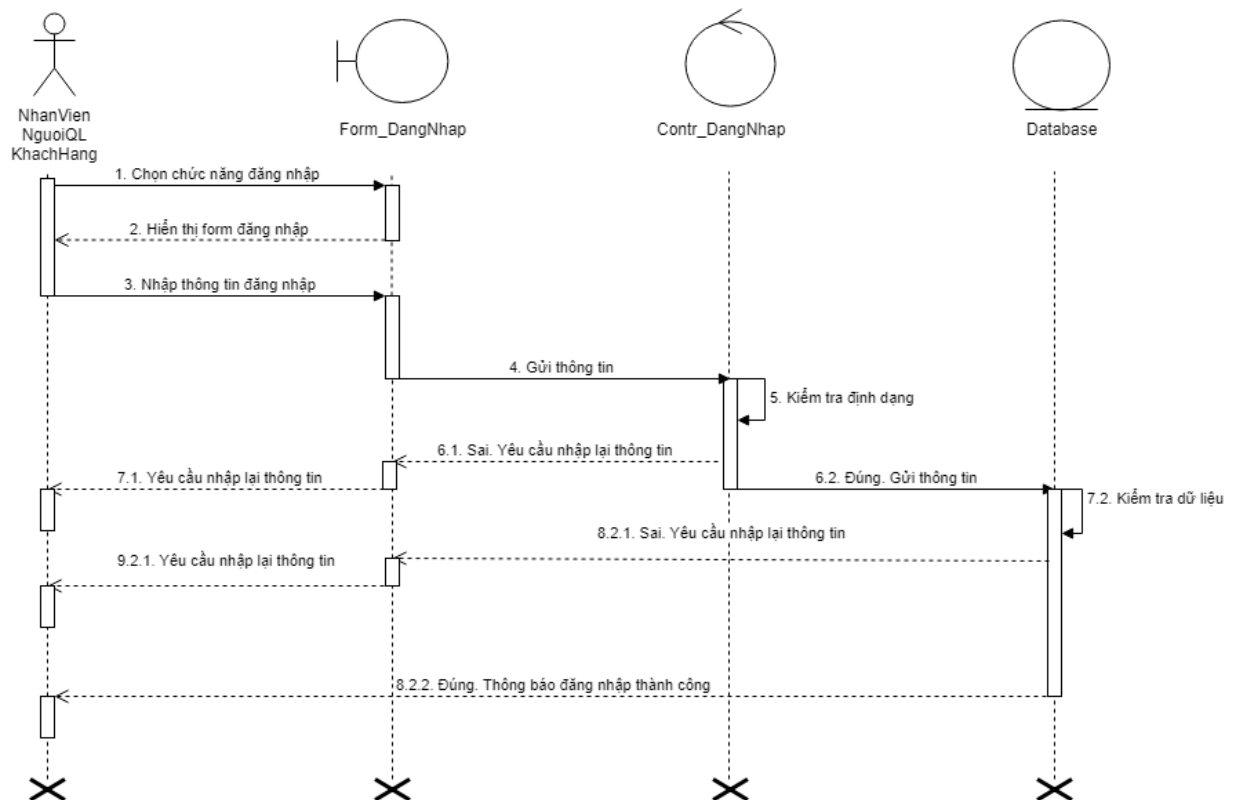 NhanVien
NguoiQL
KhachHang
Form_DangNhap
Contr_DangNhap
Database
1. Chọn chức năng đăng nhập
2. Hiển thị form đăng nhập
3. Nhập thông tin đăng nhập
4. Gửi thông tin
5. Kiểm tra định dạng
6.1. Sai. Yêu cầu nhập lại thông tin
7.1. Yêu cầu nhập lại thông tin
6.2. Đúng. Gửi thông tin
7.2. Kiểm tra dữ liệu
8.2.1. Sai. Yêu cầu nhập lại thông tin
9.2.1. Yêu cầu nhập lại thông tin
8.2.2. Đúng. Thông báo đăng nhập thành công